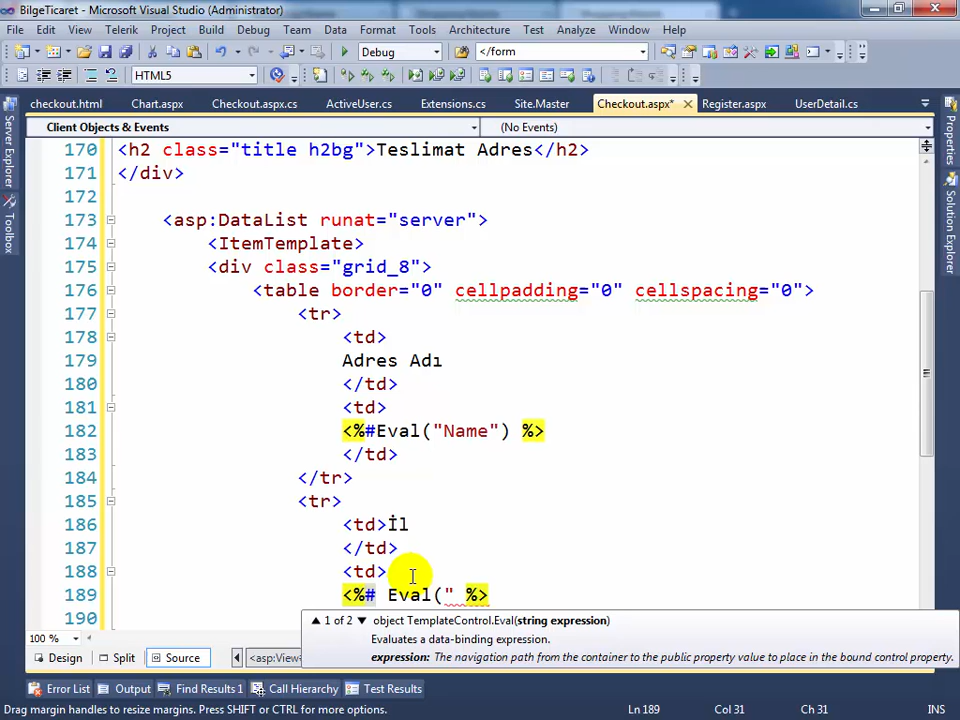 BilgeTicaret - Microsoft Visual Studio (Administrator)
File Edit View Telerik Project Build Debug Team Data Format Tools Architecture Test Analyze Window Help
Debug </form
HTML5
checkout.html Chart.aspx Checkout.aspx.cs ActiveUser.cs Extensions.cs Site.Master Checkout.aspx* Register.aspx UserDetail.cs
Client Objects & Events (No Events)
Server Explorer
Toolbox
Properties
Solution Explorer
170 <h2 class="title h2bg">Teslimat Adres</h2>
171 </div>
172
173 <asp:DataList runat="server">
174 <ItemTemplate>
175 <div class="grid_8">
176 <table border="0" cellpadding="0" cellspacing="0">
177 <tr>
178 <td>
179 Adres Adı
180 </td>
181 <td>
182 <%#Eval("Name") %>
183 </td>
184 </tr>
185 <tr>
186 <td>İl
187 </td>
188 <td>
189 <%# Eval(" %>
190
1 of 2 object TemplateControl.Eval(string expression)
Evaluates a data-binding expression.
expression: The navigation path from the container to the public property value to place in the bound control property.
100 %
Design Split Source <asp:View
Error List Output Find Results 1 Call Hierarchy Test Results
Drag margin handles to resize margins. Press SHIFT or CTRL for more options. Ln 189 Col 31 Ch 31 INS